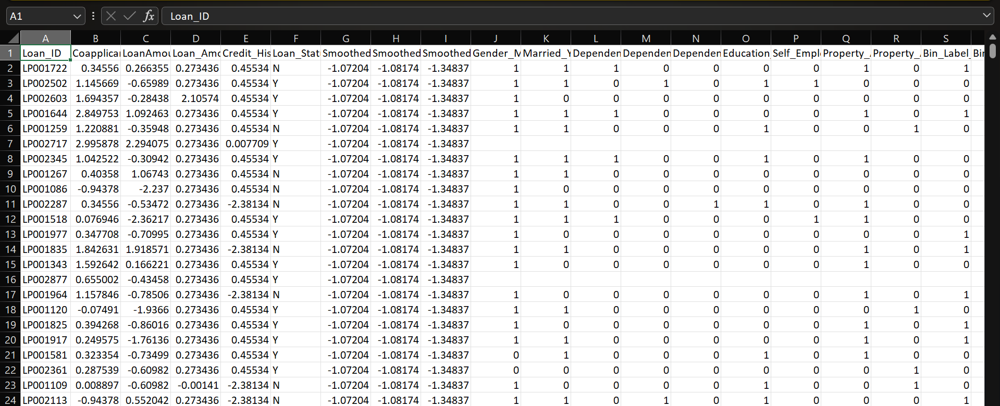 A1 fx Loan_ID
A B C D E F G H I J K L M N O P Q R S
1 Loan_ID Coapplica LoanAmou Loan_Amo Credit_His Loan_Stat Smoothed Smoothed Smoothed Gender_M Married_Y Dependen Dependen Dependen Education Self_Empl Property_ Property_ Bin_Label_ Bin
2 LP001722 0.34556 0.266355 0.273436 0.45534 N -1.07204 -1.08174 -1.34837 1 1 1 0 0 0 0 1 0 1
3 LP002502 1.145669 -0.65989 0.273436 0.45534 Y -1.07204 -1.08174 -1.34837 1 1 0 1 0 1 1 0 0 0
4 LP002603 1.694357 -0.28438 2.10574 0.45534 Y -1.07204 -1.08174 -1.34837 1 0 0 0 0 0 0 0 0 0
5 LP001644 2.849753 1.092463 0.273436 0.45534 Y -1.07204 -1.08174 -1.34837 1 1 1 0 0 0 0 1 0 1
6 LP001259 1.220881 -0.35948 0.273436 0.45534 N -1.07204 -1.08174 -1.34837 1 1 0 0 0 1 0 0 1 0
7 LP002717 2.995878 2.294075 0.273436 0.007709 Y -1.07204 -1.08174 -1.34837
8 LP002345 1.042522 -0.30942 0.273436 0.45534 Y -1.07204 -1.08174 -1.34837 1 1 1 0 0 1 0 1 0 0
9 LP001267 0.40358 1.06743 0.273436 0.45534 N -1.07204 -1.08174 -1.34837 1 1 0 0 0 0 0 0 0 0
10 LP001086 -0.94378 -2.237 0.273436 0.45534 N -1.07204 -1.08174 -1.34837 1 0 0 0 0 0 0 0 0 0
11 LP002287 0.34556 -0.53472 0.273436 -2.38134 N -1.07204 -1.08174 -1.34837 1 1 0 0 1 1 0 1 0 0
12 LP001518 0.076946 -2.36217 0.273436 0.45534 Y -1.07204 -1.08174 -1.34837 1 1 1 0 0 0 1 1 0 0
13 LP001977 0.347708 -0.70995 0.273436 0.45534 Y -1.07204 -1.08174 -1.34837 1 0 0 0 0 0 0 0 0 1
14 LP001835 1.842631 1.918571 0.273436 -2.38134 N -1.07204 -1.08174 -1.34837 1 1 0 0 0 0 0 1 0 1
15 LP001343 1.592642 0.166221 0.273436 0.45534 Y -1.07204 -1.08174 -1.34837 1 0 0 0 0 0 0 1 0 0
16 LP002877 0.655002 -0.43458 0.273436 0.45534 Y -1.07204 -1.08174 -1.34837
17 LP001964 1.157846 -0.78506 0.273436 -2.38134 N -1.07204 -1.08174 -1.34837 1 0 0 0 0 0 0 1 0 1
18 LP001120 -0.07491 -1.9366 0.273436 0.45534 Y -1.07204 -1.08174 -1.34837 1 1 0 0 0 0 0 0 1 0
19 LP001825 0.394268 -0.86016 0.273436 0.45534 Y -1.07204 -1.08174 -1.34837 1 0 0 0 0 0 0 1 0 1
20 LP001917 0.249575 -1.76136 0.273436 0.45534 Y -1.07204 -1.08174 -1.34837 1 1 0 0 0 0 0 1 0 1
21 LP001581 0.323354 -0.73499 0.273436 0.45534 Y -1.07204 -1.08174 -1.34837 0 1 0 0 0 1 0 1 0 0
22 LP002361 0.287539 -0.60982 0.273436 0.45534 Y -1.07204 -1.08174 -1.34837 0 0 0 0 0 0 0 0 1 0
23 LP001109 0.008897 -0.60982 -0.00141 -2.38134 N -1.07204 -1.08174 -1.34837 1 0 0 0 0 1 0 0 1 0
24 LP002113 -0.94378 0.552042 0.273436 -2.38134 N -1.07204 -1.08174 -1.34837 1 1 0 1 0 1 0 0 0 1